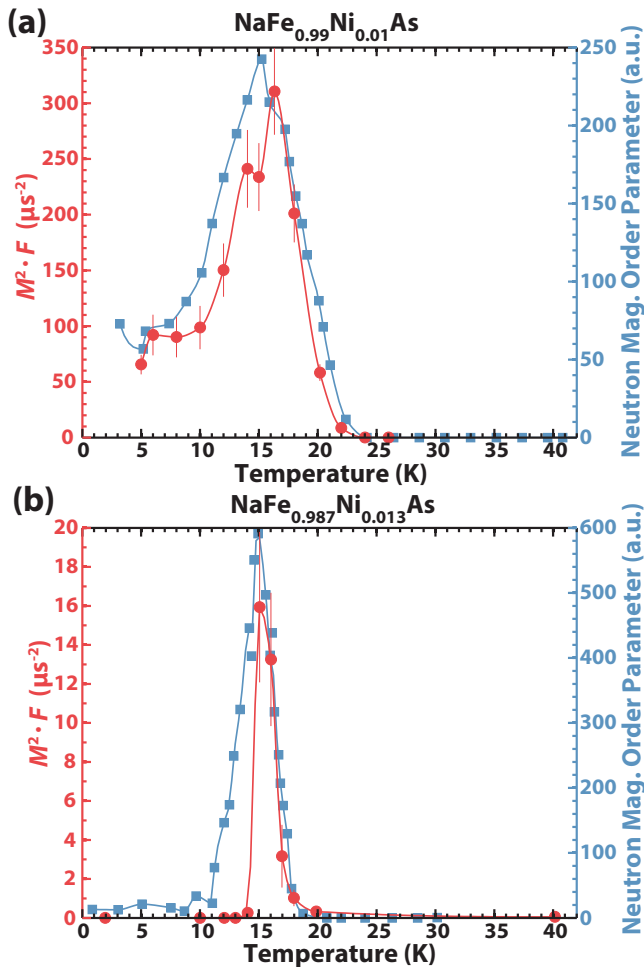 (a)
NaFe₀.₉₉Ni₀.₀₁As
350
300
250
200
150
100
50
0
M²· F (μs⁻²)
250
200
150
100
50
0
Neutron Mag. Order Parameter (a.u.)
0 5 10 15 20 25 30 35 40
Temperature (K)
(b)
NaFe₀.₉₈₇Ni₀.₀₁₃As
20
18
16
14
12
10
8
6
4
2
0
M²· F (μs⁻²)
600
500
400
300
200
100
0
Neutron Mag. Order Parameter (a.u.)
0 5 10 15 20 25 30 35 40
Temperature (K)